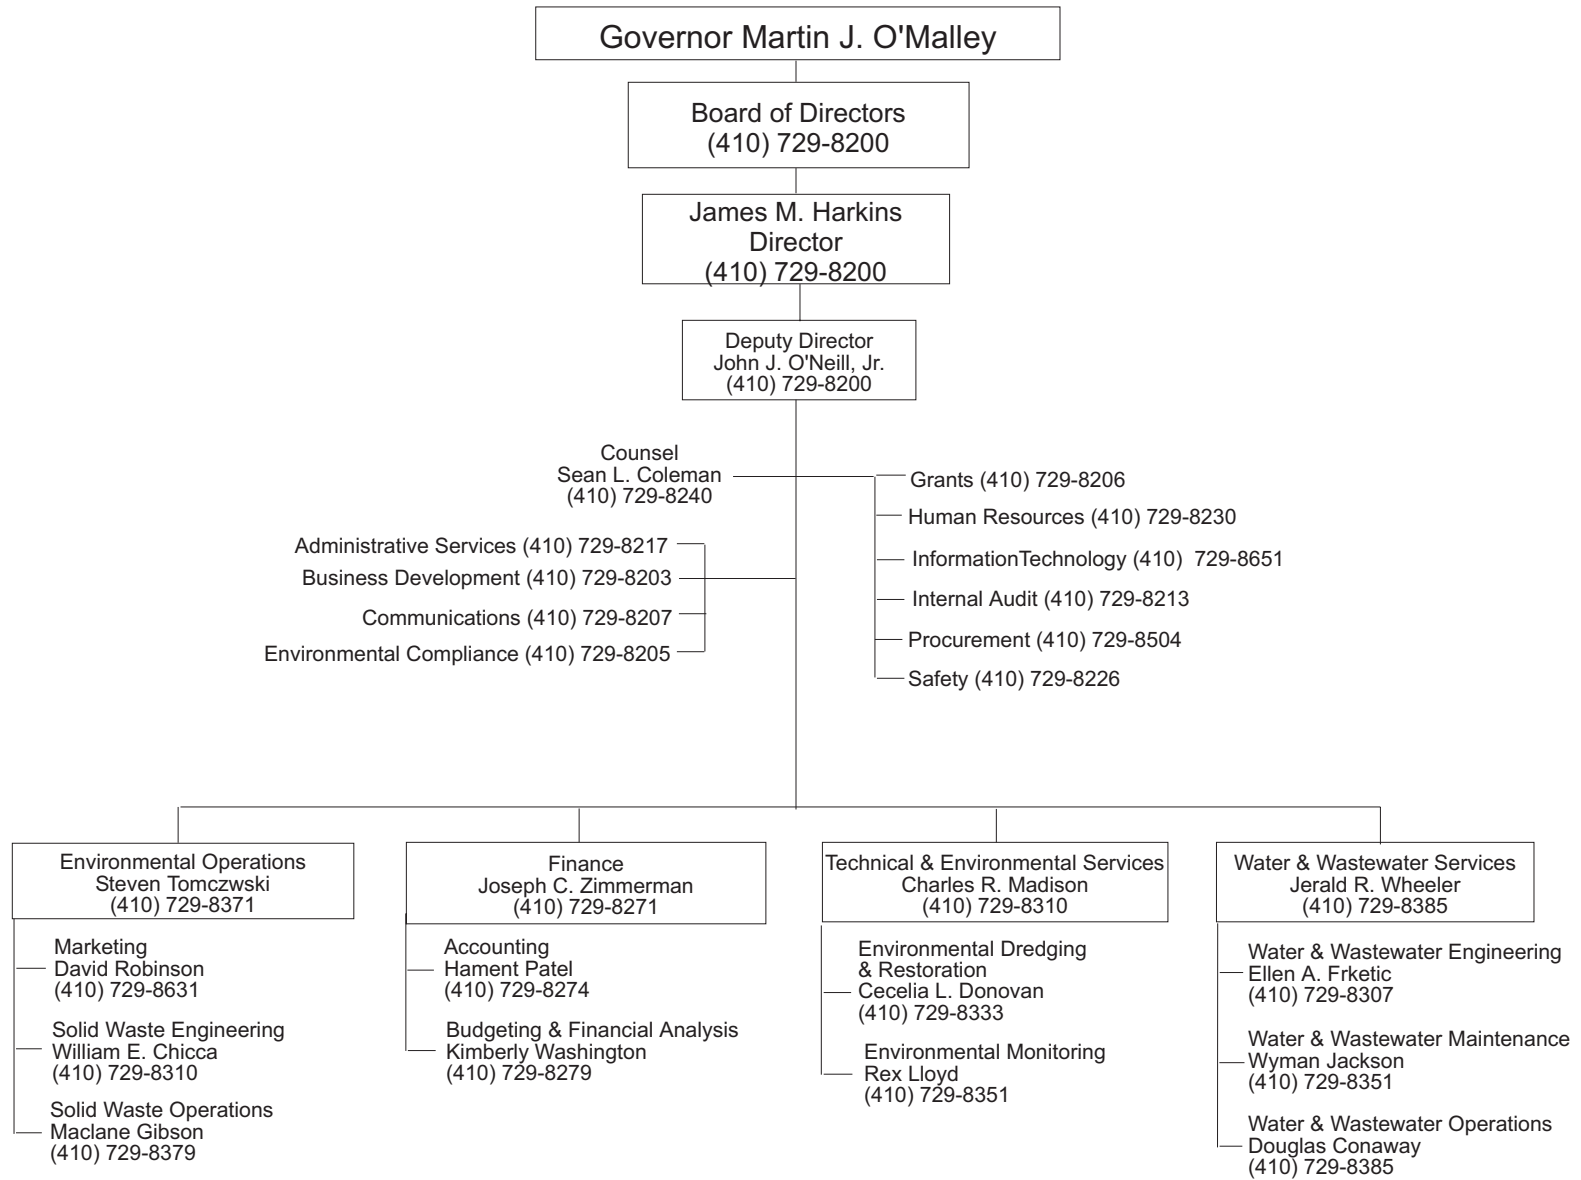 Governor Martin J. O'Malley
Board of Directors
(410) 729-8200
James M. Harkins
Director
(410) 729-8200
Deputy Director
John J. O'Neill, Jr.
(410) 729-8200
Counsel
Sean L. Coleman
(410) 729-8240
Administrative Services (410) 729-8217
Business Development (410) 729-8203
Communications (410) 729-8207
Environmental Compliance (410) 729-8205
Grants (410) 729-8206
Human Resources (410) 729-8230
InformationTechnology (410) 729-8651
Internal Audit (410) 729-8213
Procurement (410) 729-8504
Safety (410) 729-8226
Environmental Operations
Steven Tomczwski
(410) 729-8371
Marketing
David Robinson
(410) 729-8631
Solid Waste Engineering
William E. Chicca
(410) 729-8310
Solid Waste Operations
Maclane Gibson
(410) 729-8379
Finance
Joseph C. Zimmerman
(410) 729-8271
Accounting
Hament Patel
(410) 729-8274
Budgeting & Financial Analysis
Kimberly Washington
(410) 729-8279
Technical & Environmental Services
Charles R. Madison
(410) 729-8310
Environmental Dredging
& Restoration
Cecelia L. Donovan
(410) 729-8333
Environmental Monitoring
Rex Lloyd
(410) 729-8351
Water & Wastewater Services
Jerald R. Wheeler
(410) 729-8385
Water & Wastewater Engineering
Ellen A. Frketic
(410) 729-8307
Water & Wastewater Maintenance
Wyman Jackson
(410) 729-8351
Water & Wastewater Operations
Douglas Conaway
(410) 729-8385